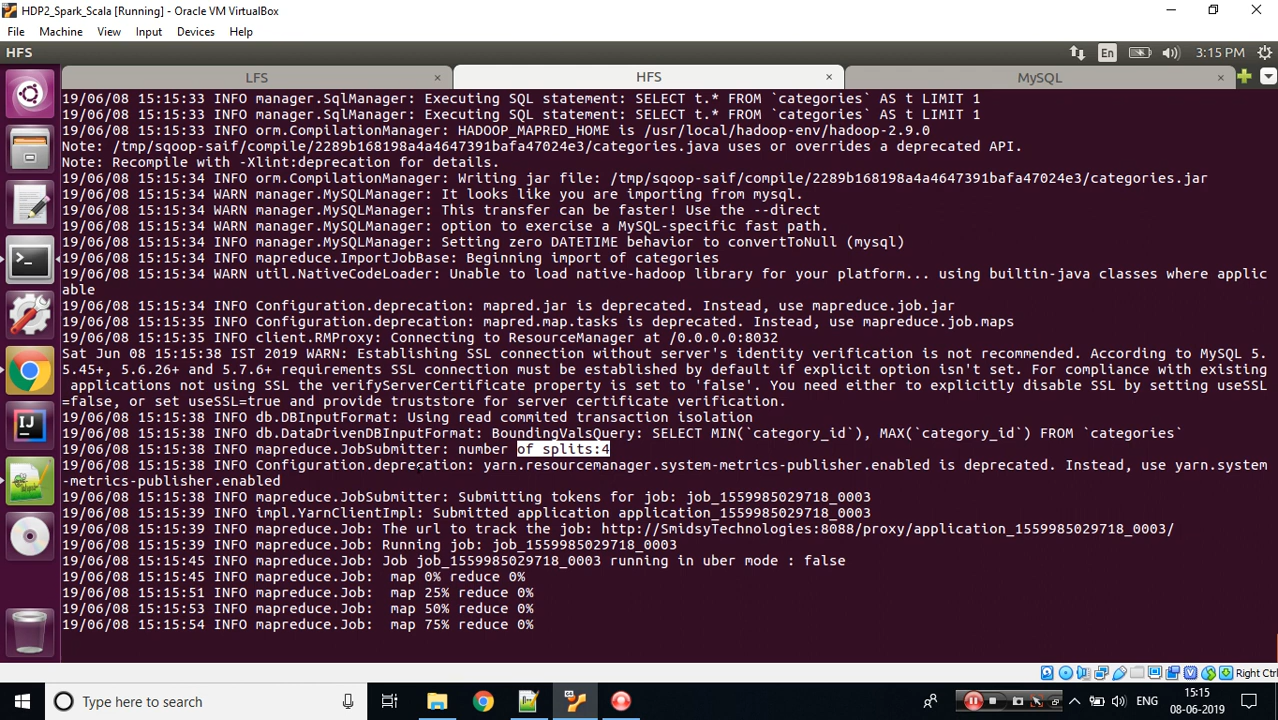 HDP2_Spark_Scala [Running] - Oracle VM VirtualBox
File Machine View Input Devices Help
HFS En 3:15 PM
LFS × HFS × MySQL ×
19/06/08 15:15:33 INFO manager.SqlManager: Executing SQL statement: SELECT t.* FROM `categories` AS t LIMIT 1
19/06/08 15:15:33 INFO manager.SqlManager: Executing SQL statement: SELECT t.* FROM `categories` AS t LIMIT 1
19/06/08 15:15:33 INFO orm.CompilationManager: HADOOP_MAPRED_HOME is /usr/local/hadoop-env/hadoop-2.9.0
Note: /tmp/sqoop-saif/compile/2289b168198a4a4647391bafa47024e3/categories.java uses or overrides a deprecated API.
Note: Recompile with -Xlint:deprecation for details.
19/06/08 15:15:34 INFO orm.CompilationManager: Writing jar file: /tmp/sqoop-saif/compile/2289b168198a4a4647391bafa47024e3/categories.jar
19/06/08 15:15:34 WARN manager.MySQLManager: It looks like you are importing from mysql.
19/06/08 15:15:34 WARN manager.MySQLManager: This transfer can be faster! Use the --direct
19/06/08 15:15:34 WARN manager.MySQLManager: option to exercise a MySQL-specific fast path.
19/06/08 15:15:34 INFO manager.MySQLManager: Setting zero DATETIME behavior to convertToNull (mysql)
19/06/08 15:15:34 INFO mapreduce.ImportJobBase: Beginning import of categories
19/06/08 15:15:34 WARN util.NativeCodeLoader: Unable to load native-hadoop library for your platform... using builtin-java classes where applic
able
19/06/08 15:15:34 INFO Configuration.deprecation: mapred.jar is deprecated. Instead, use mapreduce.job.jar
19/06/08 15:15:35 INFO Configuration.deprecation: mapred.map.tasks is deprecated. Instead, use mapreduce.job.maps
19/06/08 15:15:35 INFO client.RMProxy: Connecting to ResourceManager at /0.0.0.0:8032
Sat Jun 08 15:15:38 IST 2019 WARN: Establishing SSL connection without server's identity verification is not recommended. According to MySQL 5.
5.45+, 5.6.26+ and 5.7.6+ requirements SSL connection must be established by default if explicit option isn't set. For compliance with existing
applications not using SSL the verifyServerCertificate property is set to 'false'. You need either to explicitly disable SSL by setting useSSL
=false, or set useSSL=true and provide truststore for server certificate verification.
19/06/08 15:15:38 INFO db.DBInputFormat: Using read commited transaction isolation
19/06/08 15:15:38 INFO db.DataDrivenDBInputFormat: BoundingValsQuery: SELECT MIN(`category_id`), MAX(`category_id`) FROM `categories`
19/06/08 15:15:38 INFO mapreduce.JobSubmitter: number of splits:4
19/06/08 15:15:38 INFO Configuration.deprecation: yarn.resourcemanager.system-metrics-publisher.enabled is deprecated. Instead, use yarn.system
-metrics-publisher.enabled
19/06/08 15:15:38 INFO mapreduce.JobSubmitter: Submitting tokens for job: job_1559985029718_0003
19/06/08 15:15:39 INFO impl.YarnClientImpl: Submitted application application_1559985029718_0003
19/06/08 15:15:39 INFO mapreduce.Job: The url to track the job: http://SmidsyTechnologies:8088/proxy/application_1559985029718_0003/
19/06/08 15:15:39 INFO mapreduce.Job: Running job: job_1559985029718_0003
19/06/08 15:15:45 INFO mapreduce.Job: Job job_1559985029718_0003 running in uber mode : false
19/06/08 15:15:45 INFO mapreduce.Job:  map 0% reduce 0%
19/06/08 15:15:51 INFO mapreduce.Job:  map 25% reduce 0%
19/06/08 15:15:53 INFO mapreduce.Job:  map 50% reduce 0%
19/06/08 15:15:54 INFO mapreduce.Job:  map 75% reduce 0%
Right Ctrl
Type here to search
ENG
15:15
08-06-2019